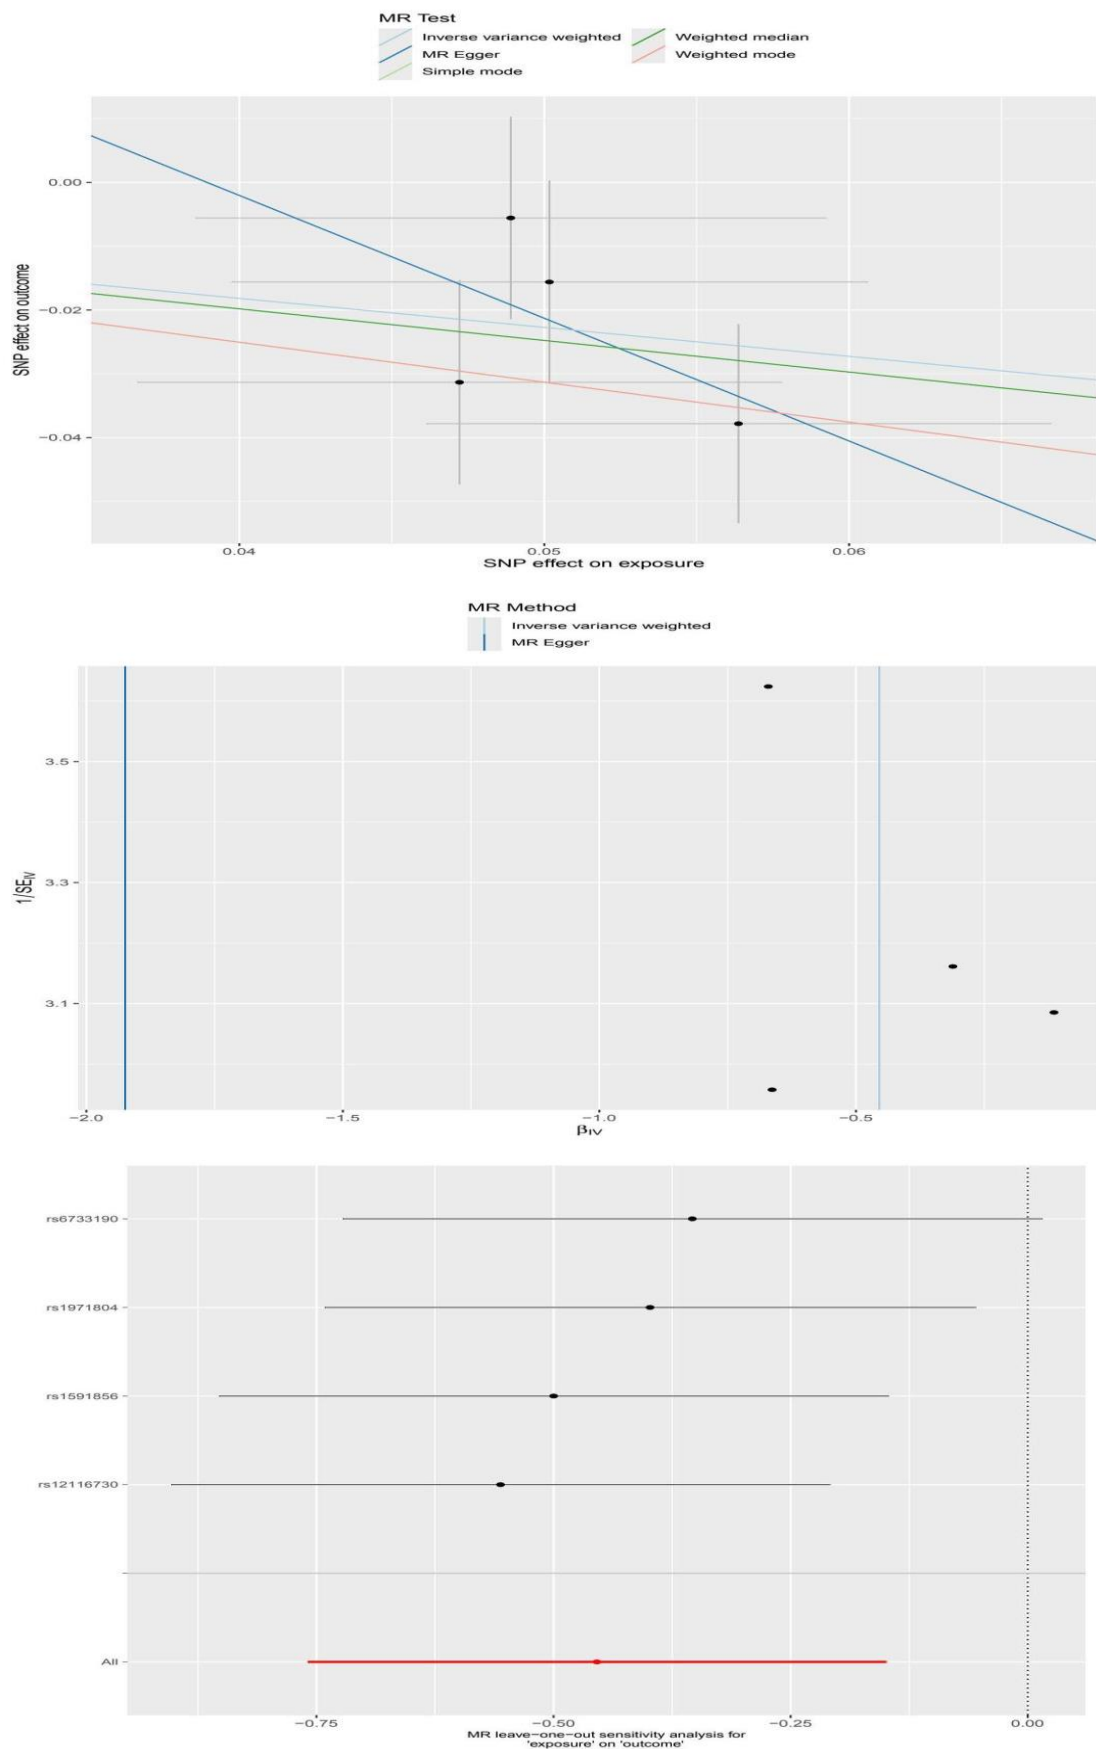 MR Test
Inverse variance weighted
Weighted median
MR Egger
Weighted mode
Simple mode
SNP effect on outcome
0.00
−0.02
−0.04
0.04
0.05
0.06
SNP effect on exposure
MR Method
Inverse variance weighted
MR Egger
1/SEIV
3.5
3.3
3.1
−2.0
−1.5
−1.0
−0.5
βIV
rs6733190
rs1971804
rs1591856
rs12116730
All
−0.75
−0.50
−0.25
0.00
MR leave−one−out sensitivity analysis for
'exposure' on 'outcome'